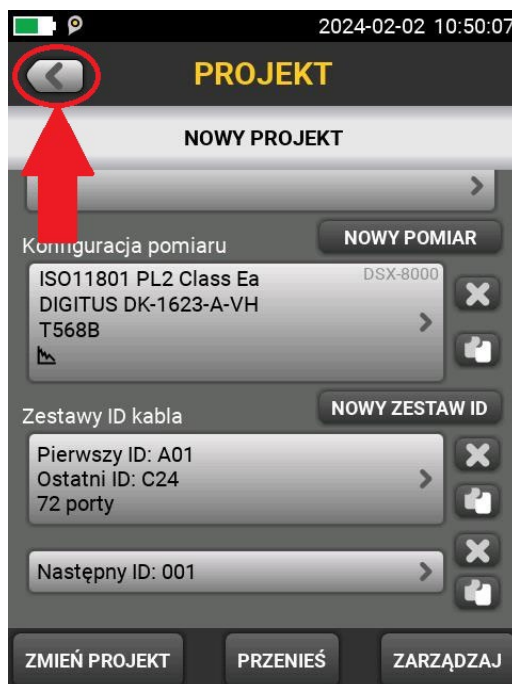 2024-02-02 10:50:07
PROJEKT
NOWY PROJEKT
Konfiguracja pomiaru
NOWY POMIAR
ISO11801 PL2 Class Ea
DSX-8000
DIGITUS DK-1623-A-VH
T568B
Zestawy ID kabla
NOWY ZESTAW ID
Pierwszy ID: A01
Ostatni ID: C24
72 porty
Następny ID: 001
ZMIEŃ PROJEKT
PRZENIEŚ
ZARZĄDZAJ